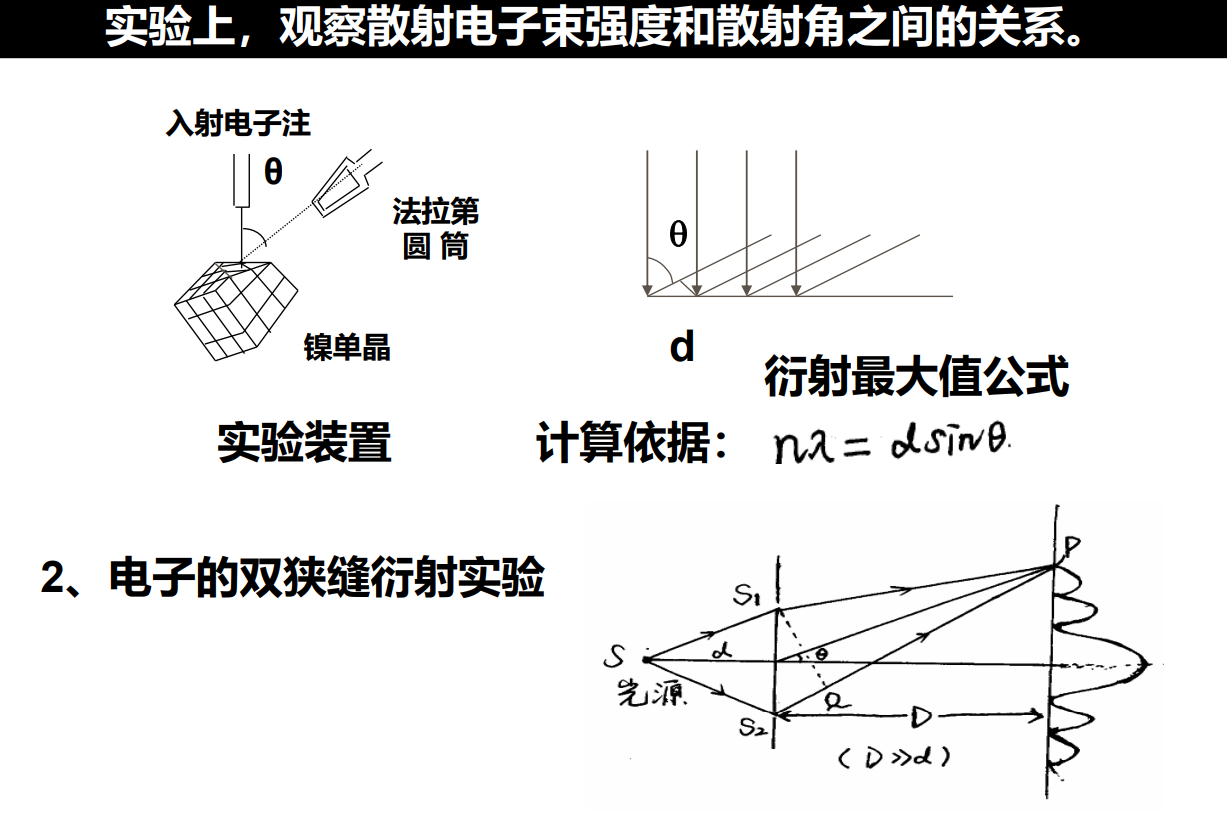 实验上，观察散射电子束强度和散射角之间的关系。
入射电子注
θ
法拉第
圆 筒
镍单晶
实验装置
θ
d
衍射最大值公式
计算依据： nλ = dsinθ.
2、电子的双狭缝衍射实验
P
S1
S
d
θ
光源
R
S2
D
(D≫d)